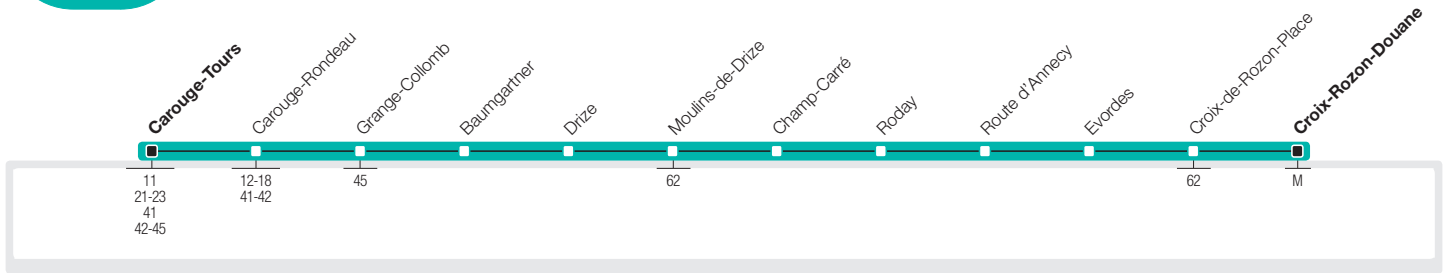 Carouge-Tours
Carouge-Rondeau
Grange-Collomb
Baumgartner
Drize
Moulins-de-Drize
Champ-Carré
Roday
Route d'Annecy
Evordes
Croix-de-Rozon-Place
Croix-Rozon-Douane
11
21-23
41
42-45
12-18
41-42
45
62
62
M